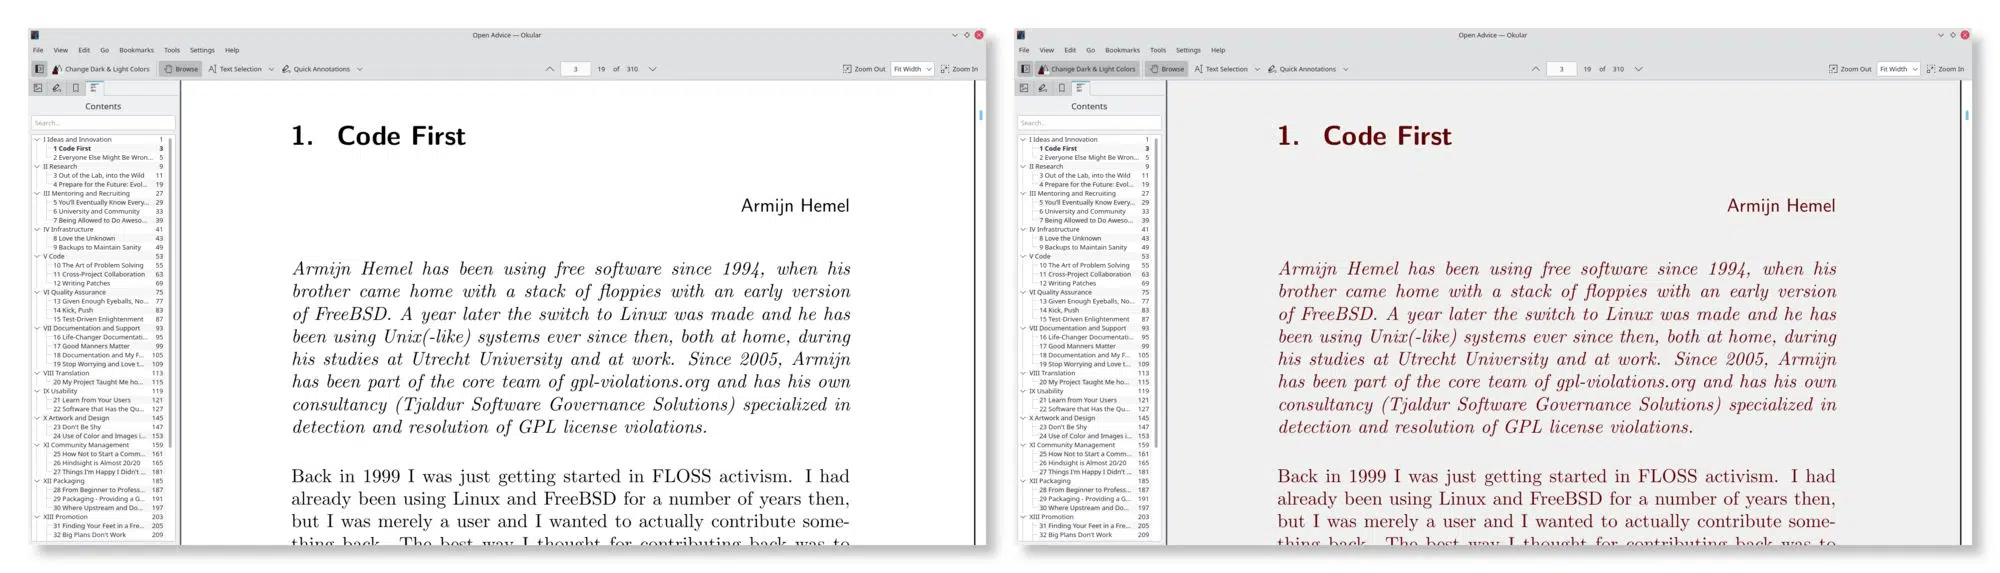 Open Advice — Okular
File View Edit Go Bookmarks Tools Settings Help
Change Dark & Light Colors Browse Text Selection Quick Annotations 3 19 of 310 Zoom Out Fit Width Zoom In
Contents
Search...
I Ideas and Innovation 1
1 Code First 3
2 Everyone Else Might Be Wron... 5
II Research 9
3 Out of the Lab, into the Wild 11
4 Prepare for the Future: Evol... 19
III Mentoring and Recruiting 27
5 You'll Eventually Know Every... 29
6 University and Community 33
7 Being Allowed to Do Aweso... 39
IV Infrastructure 41
8 Love the Unknown 43
9 Backups to Maintain Sanity 49
V Code 53
10 The Art of Problem Solving 55
11 Cross-Project Collaboration 63
12 Writing Patches 69
VI Quality Assurance 75
13 Given Enough Eyeballs, No... 77
14 Kick, Push 83
15 Test-Driven Enlightenment 87
VII Documentation and Support 93
16 Life-Changer Documentati... 95
17 Good Manners Matter 99
18 Documentation and My F... 105
19 Stop Worrying and Love t... 109
VIII Translation 113
20 My Project Taught Me ho... 115
IX Usability 119
21 Learn from Your Users 121
22 Software that Has the Qu... 127
X Artwork and Design 145
23 Don't Be Shy 147
24 Use of Color and Images i... 153
XI Community Management 159
25 How Not to Start a Comm... 161
26 Hindsight is Almost 20/20 165
27 Things I'm Happy I Didn't ... 181
XII Packaging 185
28 From Beginner to Profess... 187
29 Packaging - Providing a G... 191
30 Where Upstream and Do... 197
XIII Promotion 203
31 Finding Your Feet in a Fre... 205
32 Big Plans Don't Work 209
1. Code First
Armijn Hemel
Armijn Hemel has been using free software since 1994, when his
brother came home with a stack of floppies with an early version
of FreeBSD. A year later the switch to Linux was made and he has
been using Unix(-like) systems ever since then, both at home, during
his studies at Utrecht University and at work. Since 2005, Armijn
has been part of the core team of gpl-violations.org and has his own
consultancy (Tjaldur Software Governance Solutions) specialized in
detection and resolution of GPL license violations.
Back in 1999 I was just getting started in FLOSS activism. I had
already been using Linux and FreeBSD for a number of years then,
but I was merely a user and I wanted to actually contribute some-
thing back. The best way I thought for contributing back was to
Open Advice — Okular
File View Edit Go Bookmarks Tools Settings Help
Change Dark & Light Colors Browse Text Selection Quick Annotations 3 19 of 310 Zoom Out Fit Width Zoom In
Contents
Search...
I Ideas and Innovation 1
1 Code First 3
2 Everyone Else Might Be Wron... 5
II Research 9
3 Out of the Lab, into the Wild 11
4 Prepare for the Future: Evol... 19
III Mentoring and Recruiting 27
5 You'll Eventually Know Every... 29
6 University and Community 33
7 Being Allowed to Do Aweso... 39
IV Infrastructure 41
8 Love the Unknown 43
9 Backups to Maintain Sanity 49
V Code 53
10 The Art of Problem Solving 55
11 Cross-Project Collaboration 63
12 Writing Patches 69
VI Quality Assurance 75
13 Given Enough Eyeballs, No... 77
14 Kick, Push 83
15 Test-Driven Enlightenment 87
VII Documentation and Support 93
16 Life-Changer Documentati... 95
17 Good Manners Matter 99
18 Documentation and My F... 105
19 Stop Worrying and Love t... 109
VIII Translation 113
20 My Project Taught Me ho... 115
IX Usability 119
21 Learn from Your Users 121
22 Software that Has the Qu... 127
X Artwork and Design 145
23 Don't Be Shy 147
24 Use of Color and Images i... 153
XI Community Management 159
25 How Not to Start a Comm... 161
26 Hindsight is Almost 20/20 165
27 Things I'm Happy I Didn't ... 181
XII Packaging 185
28 From Beginner to Profess... 187
29 Packaging - Providing a G... 191
30 Where Upstream and Do... 197
XIII Promotion 203
31 Finding Your Feet in a Fre... 205
32 Big Plans Don't Work 209
1. Code First
Armijn Hemel
Armijn Hemel has been using free software since 1994, when his
brother came home with a stack of floppies with an early version
of FreeBSD. A year later the switch to Linux was made and he has
been using Unix(-like) systems ever since then, both at home, during
his studies at Utrecht University and at work. Since 2005, Armijn
has been part of the core team of gpl-violations.org and has his own
consultancy (Tjaldur Software Governance Solutions) specialized in
detection and resolution of GPL license violations.
Back in 1999 I was just getting started in FLOSS activism. I had
already been using Linux and FreeBSD for a number of years then,
but I was merely a user and I wanted to actually contribute some-
thing back. The best way I thought for contributing back was to